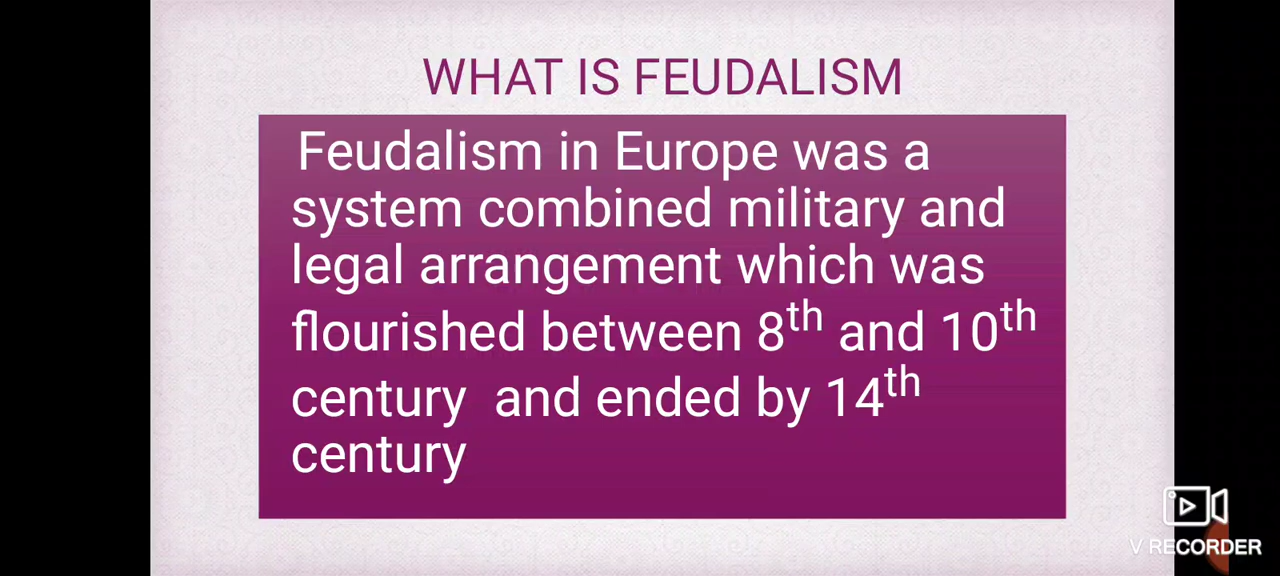 WHAT IS FEUDALISM
Feudalism in Europe was a
system combined military and
legal arrangement which was
flourished between 8th and 10th
century and ended by 14th
century
V RECORDER